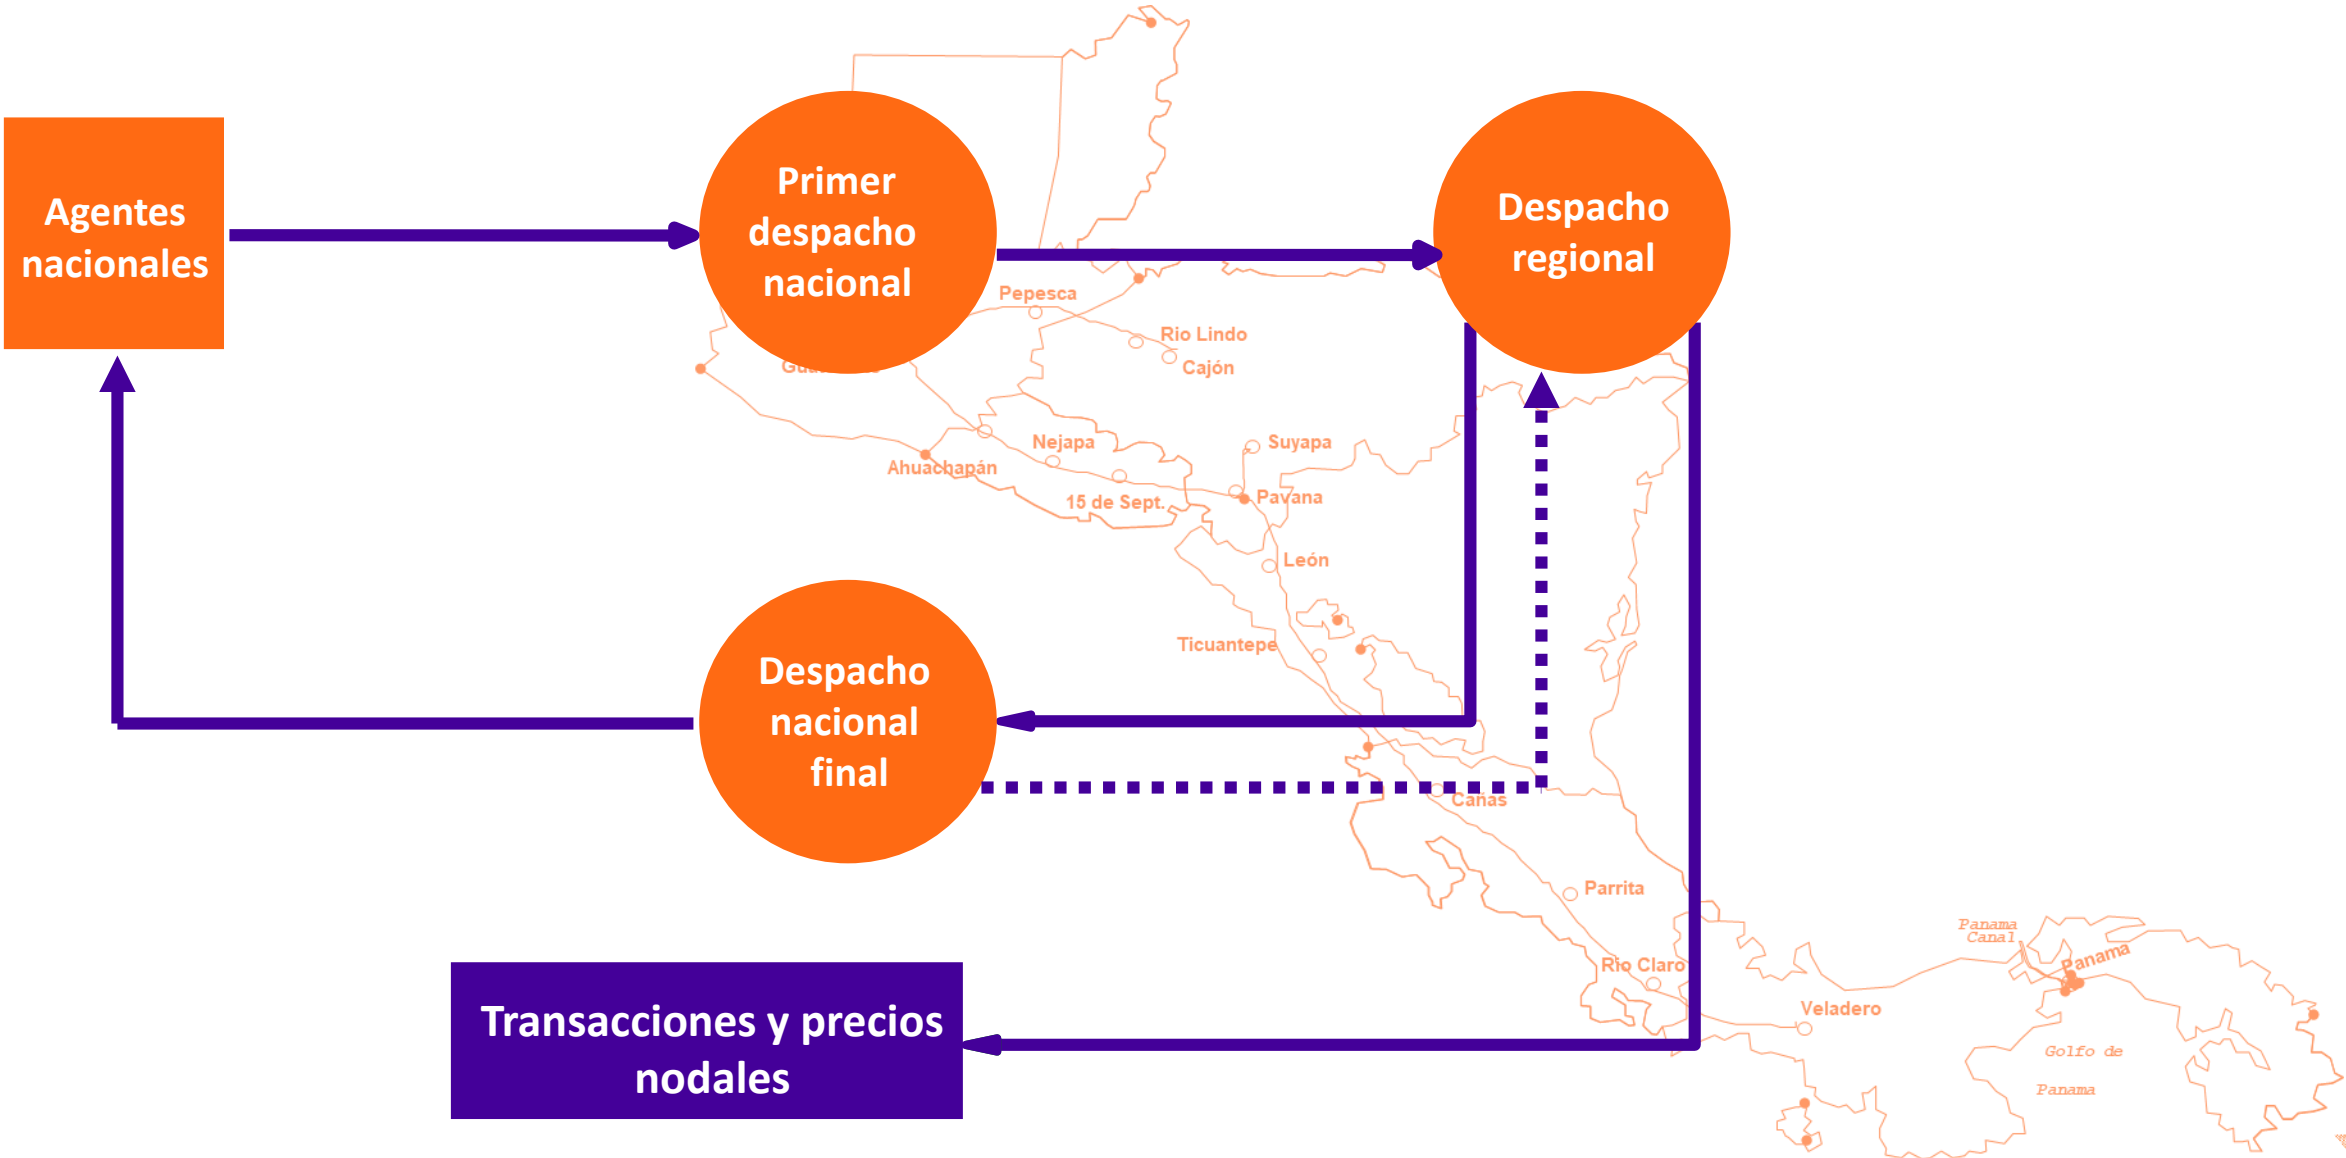 Agentes
nacionales
Primer
despacho
nacional
Despacho
regional
Pepesca
Rio Lindo
Cajón
Nejapa
Suyapa
Ahuachapán
15 de Sept.
Pavana
León
Ticuantepe
Despacho
nacional
final
Cañas
Parrita
Panama
Canal
Panama
Rio Claro
Veladero
Transacciones y precios
nodales
Golfo de
Panama